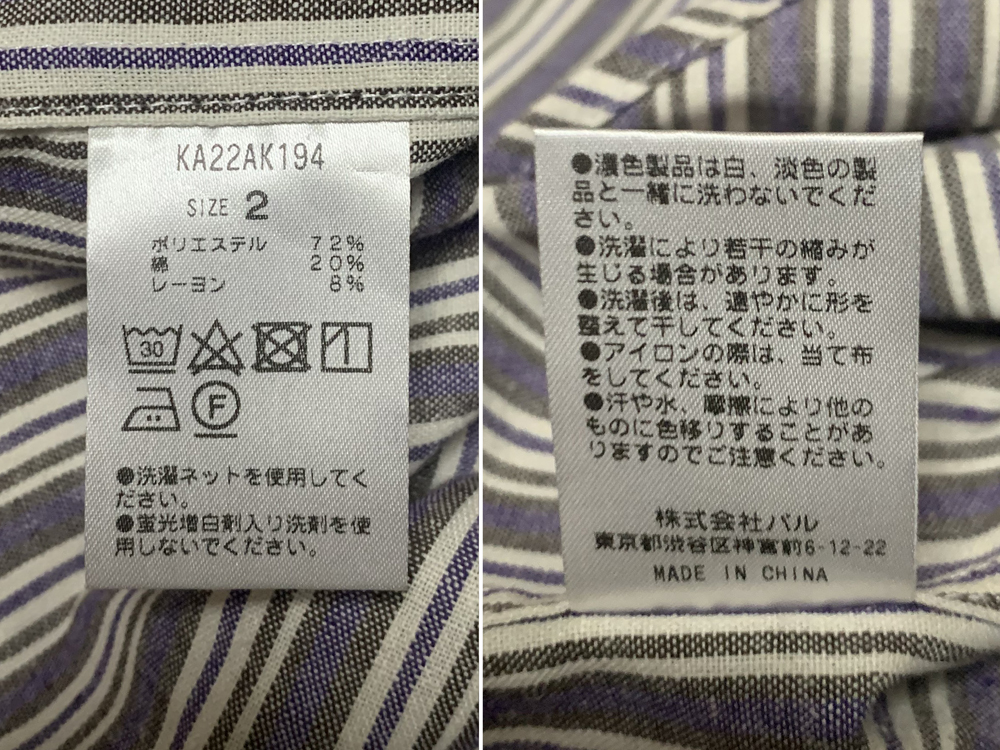 KA22AK194
SIZE 2
ポリエステル 72%
綿 20%
レーヨン 8%
30
F
●洗濯ネットを使用してく
ださい。
●蛍光増白剤入り洗剤を使
用しないでください。
●濃色製品は白、淡色の製
品と一緒に洗わないでくだ
さい。
●洗濯により若干の縮みが
生じる場合があります。
●洗濯後は、速やかに形を
整えて干してください。
●アイロンの際は、当て布
をしてください。
●汗や水、摩擦により他の
ものに色移りすることがあ
りますのでご注意ください。
株式会社パル
東京都渋谷区神宮前6-12-22
MADE IN CHINA